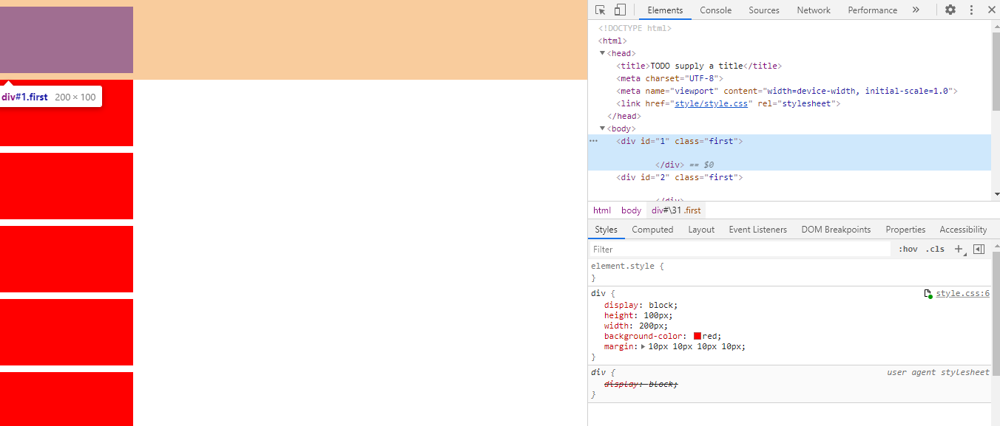 Elements Console Sources Network Performance »
<!DOCTYPE html>
<html>
▼<head>
<title>TODO supply a title</title>
<meta charset="UTF-8">
<meta name="viewport" content="width=device-width, initial-scale=1.0">
<link href="style/style.css" rel="stylesheet">
</head>
▼<body>
<div id="1" class="first">
</div> == $0
<div id="2" class="first">
</div>
html body div#\31 .first
Styles Computed Layout Event Listeners DOM Breakpoints Properties Accessibility
Filter :hov .cls +
element.style {
}
div { style.css:6
display: block;
height: 100px;
width: 200px;
background-color: red;
margin: 10px 10px 10px 10px;
}
div { user agent stylesheet
display: block;
}
div#1.first 200 × 100